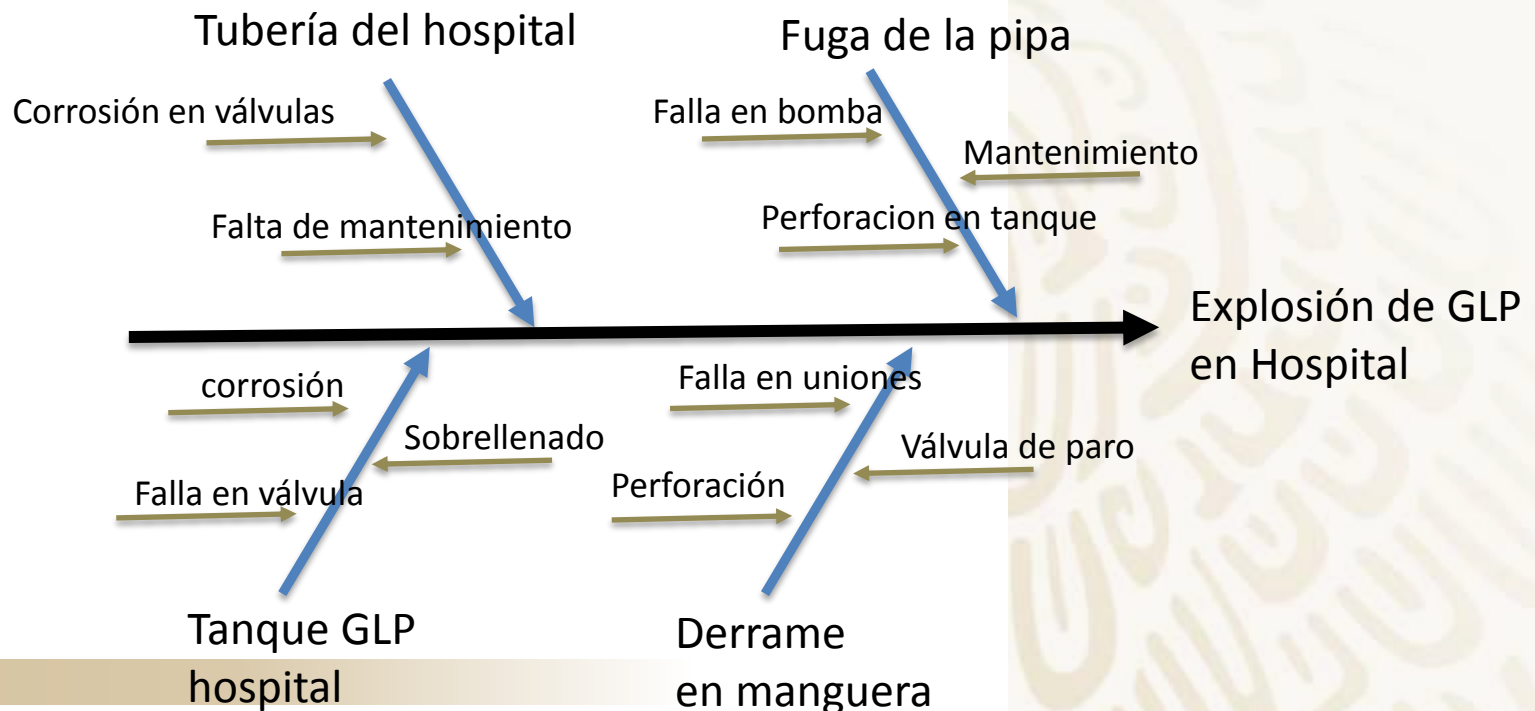 Tubería del hospital
Fuga de la pipa
Corrosión en válvulas
Falla en bomba
Mantenimiento
Falta de mantenimiento
Perforacion en tanque
Explosión de GLP
en Hospital
corrosión
Falla en uniones
Sobrellenado
Válvula de paro
Falla en válvula
Perforación
Tanque GLP
hospital
Derrame
en manguera